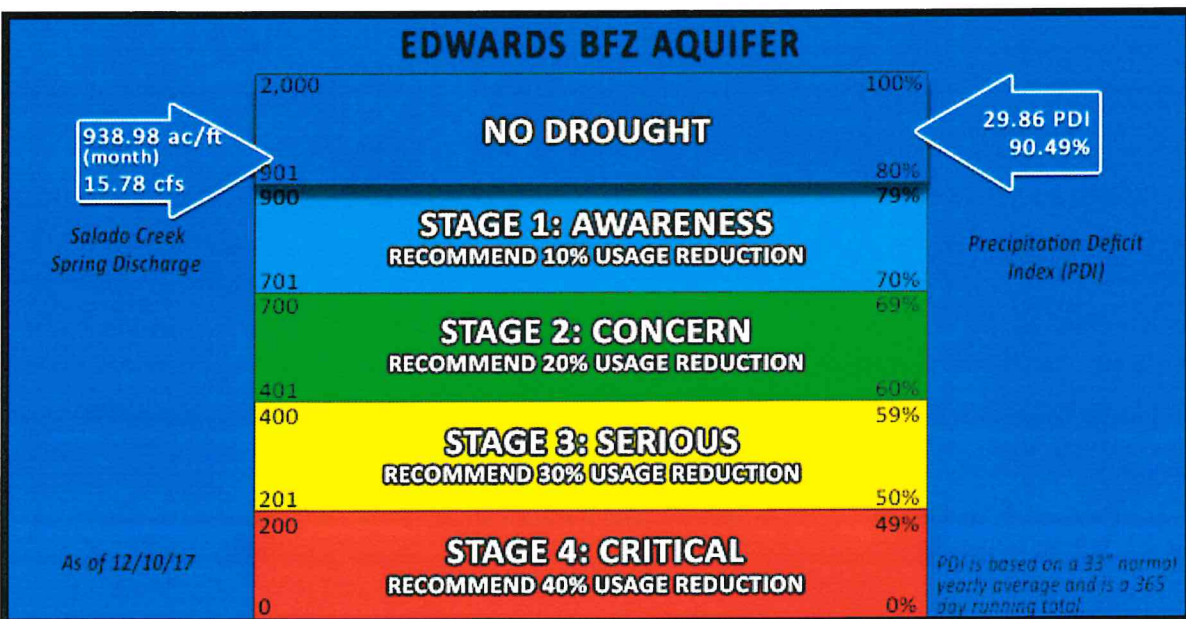 EDWARDS BFZ AQUIFER
2,000 100%
NO DROUGHT
901 80%
938.98 ac/ft
(month)
15.78 cfs
29.86 PDI
90.49%
Salado Creek
Spring Discharge
Precipitation Deficit
Index (PDI)
900 79%
STAGE 1: AWARENESS
RECOMMEND 10% USAGE REDUCTION
701 70%
700 69%
STAGE 2: CONCERN
RECOMMEND 20% USAGE REDUCTION
401 60%
400 59%
STAGE 3: SERIOUS
RECOMMEND 30% USAGE REDUCTION
201 50%
200 49%
STAGE 4: CRITICAL
RECOMMEND 40% USAGE REDUCTION
0 0%
As of 12/10/17
PDI is based on a 33" normal
yearly average and is a 365
day running total.